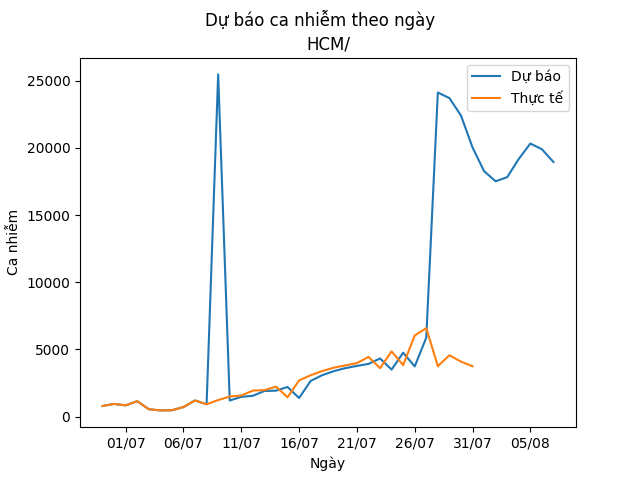 Dự báo ca nhiễm theo ngày
HCM/
Dự báo
Thực tế
Ca nhiễm
25000
20000
15000
10000
5000
0
01/07
06/07
11/07
16/07
21/07
26/07
31/07
05/08
Ngày